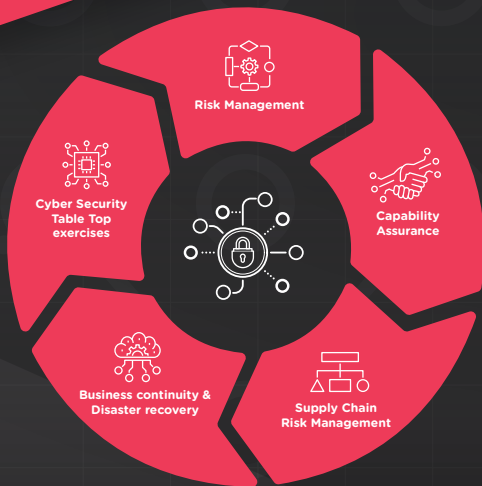 Risk Management
Capability
Assurance
Supply Chain
Risk Management
Business continuity &
Disaster recovery
Cyber Security
Table Top
exercises